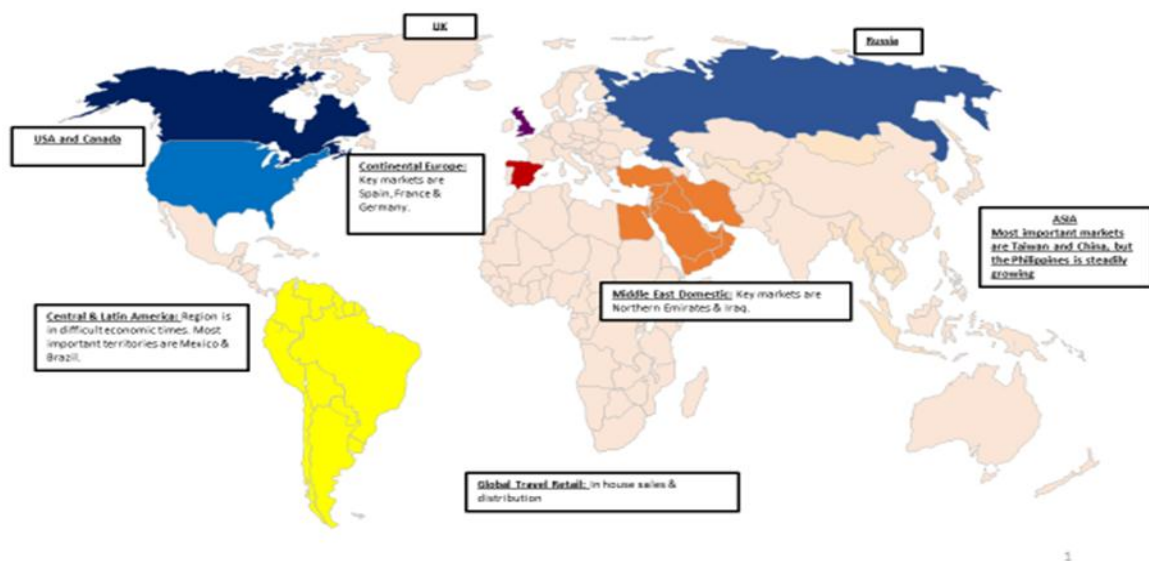 UK
Russia
USA and Canada
Continental Europe:
Key markets are
Spain, France &
Germany.
ASIA
Most important markets
are Taiwan and China, but
the Philippines is steadily
growing
Middle East Domestic: Key markets are
Northern Emirates & Iraq.
Central & Latin America: Region is
in difficult economic times. Most
important territories are Mexico &
Brazil.
Global Travel Retail: In house sales &
distribution
1